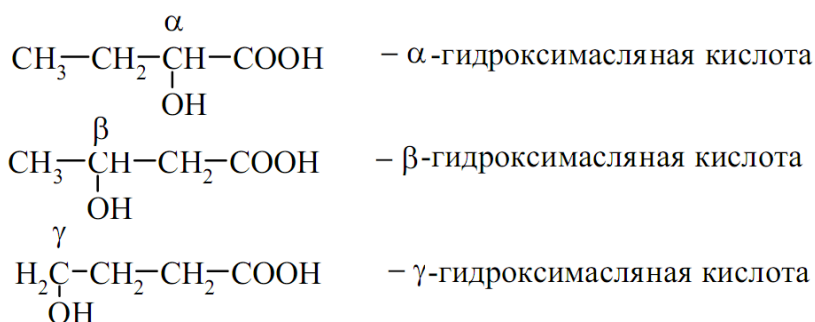 α
CH₃—CH₂—CH—COOH – α-гидроксимасляная кислота
OH
β
CH₃—CH—CH₂—COOH – β-гидроксимасляная кислота
OH
γ
H₂C—CH₂—CH₂—COOH – γ-гидроксимасляная кислота
OH